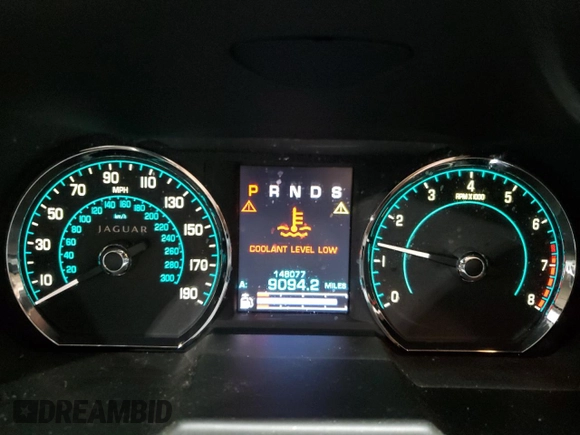 10 30 50 70 90 110 130 150 170 190
MPH
20 40 60 80 100 120 140 160 180 200 220 240 260 280 300
km/h
JAGUAR
P R N D S
COOLANT LEVEL LOW
148077
A: 9094.2 MILES
0 1 2 3 4 5 6 7 8
RPM X 1000
DREAMBID